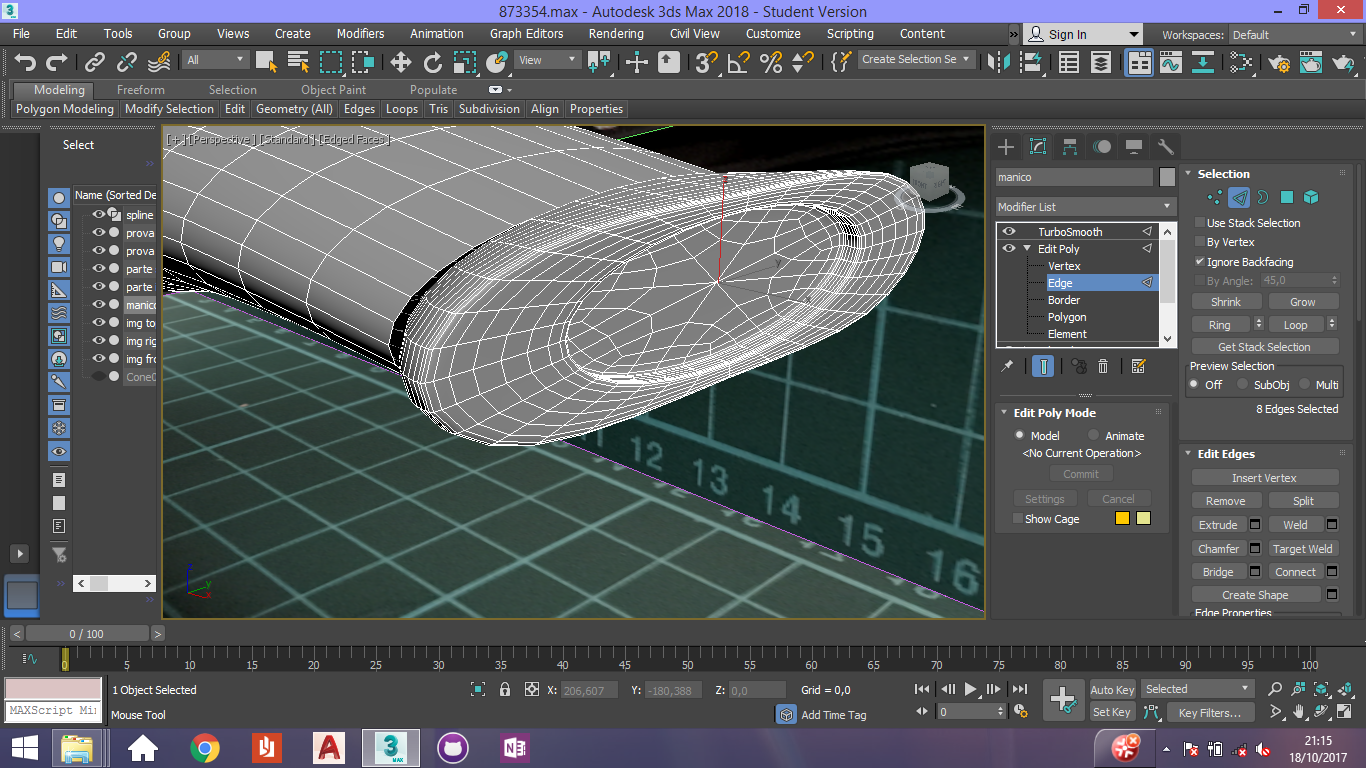 873354.max - Autodesk 3ds Max 2018 - Student Version
File Edit Tools Group Views Create Modifiers Animation Graph Editors Rendering Civil View Customize Scripting Content » Sign In Workspaces: Default
All View Create Selection Se
Modeling Freeform Selection Object Paint Populate
Polygon Modeling Modify Selection Edit Geometry (All) Edges Loops Tris Subdivision Align Properties
Select
Name (Sorted De
spline
prova
prova
parte
parte
manico
img to
img rig
img fro
[+] [Perspective] [Standard] [Edged Faces]
z
y
x
12 13 14 15 16
z
y
x
manico
Modifier List
TurboSmooth
Edit Poly
Vertex
Edge
Border
Polygon
Element
Edit Poly Mode
Model Animate
<No Current Operation>
Commit
Settings Cancel
Show Cage
Selection
Use Stack Selection
By Vertex
Ignore Backfacing
By Angle: 45,0
Shrink Grow
Ring Loop
Get Stack Selection
Preview Selection
Off SubObj Multi
8 Edges Selected
Edit Edges
Insert Vertex
Remove Split
Extrude Weld
Chamfer Target Weld
Bridge Connect
Create Shape
Edge Properties
< 0 / 100 >
0 5 10 15 20 25 30 35 40 45 50 55 60 65 70 75 80 85 90 95 100
1 Object Selected X: 206,607 Y: -180,388 Z: 0,0 Grid = 0,0 Auto Key Selected
MAXScript Mi Mouse Tool Add Time Tag 0 Set Key Key Filters...
3 MAX
21:15
18/10/2017